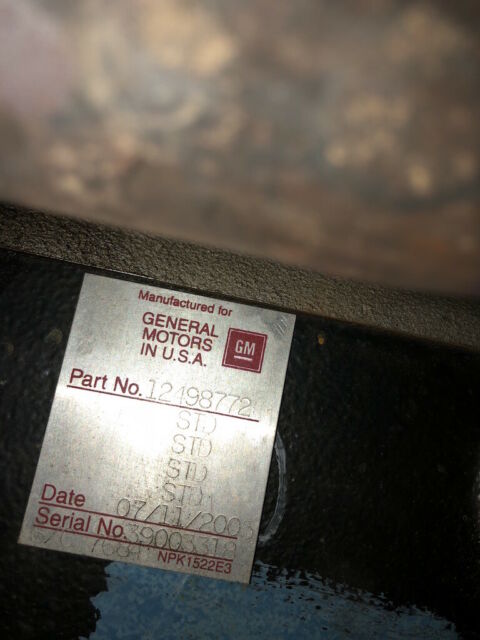 Manufactured for
GENERAL
MOTORS
IN U.S.A.
GM
Part No. 12498772
STD
STD
STD
STD
Date 07/11/200
Serial No.
NPK1522E3